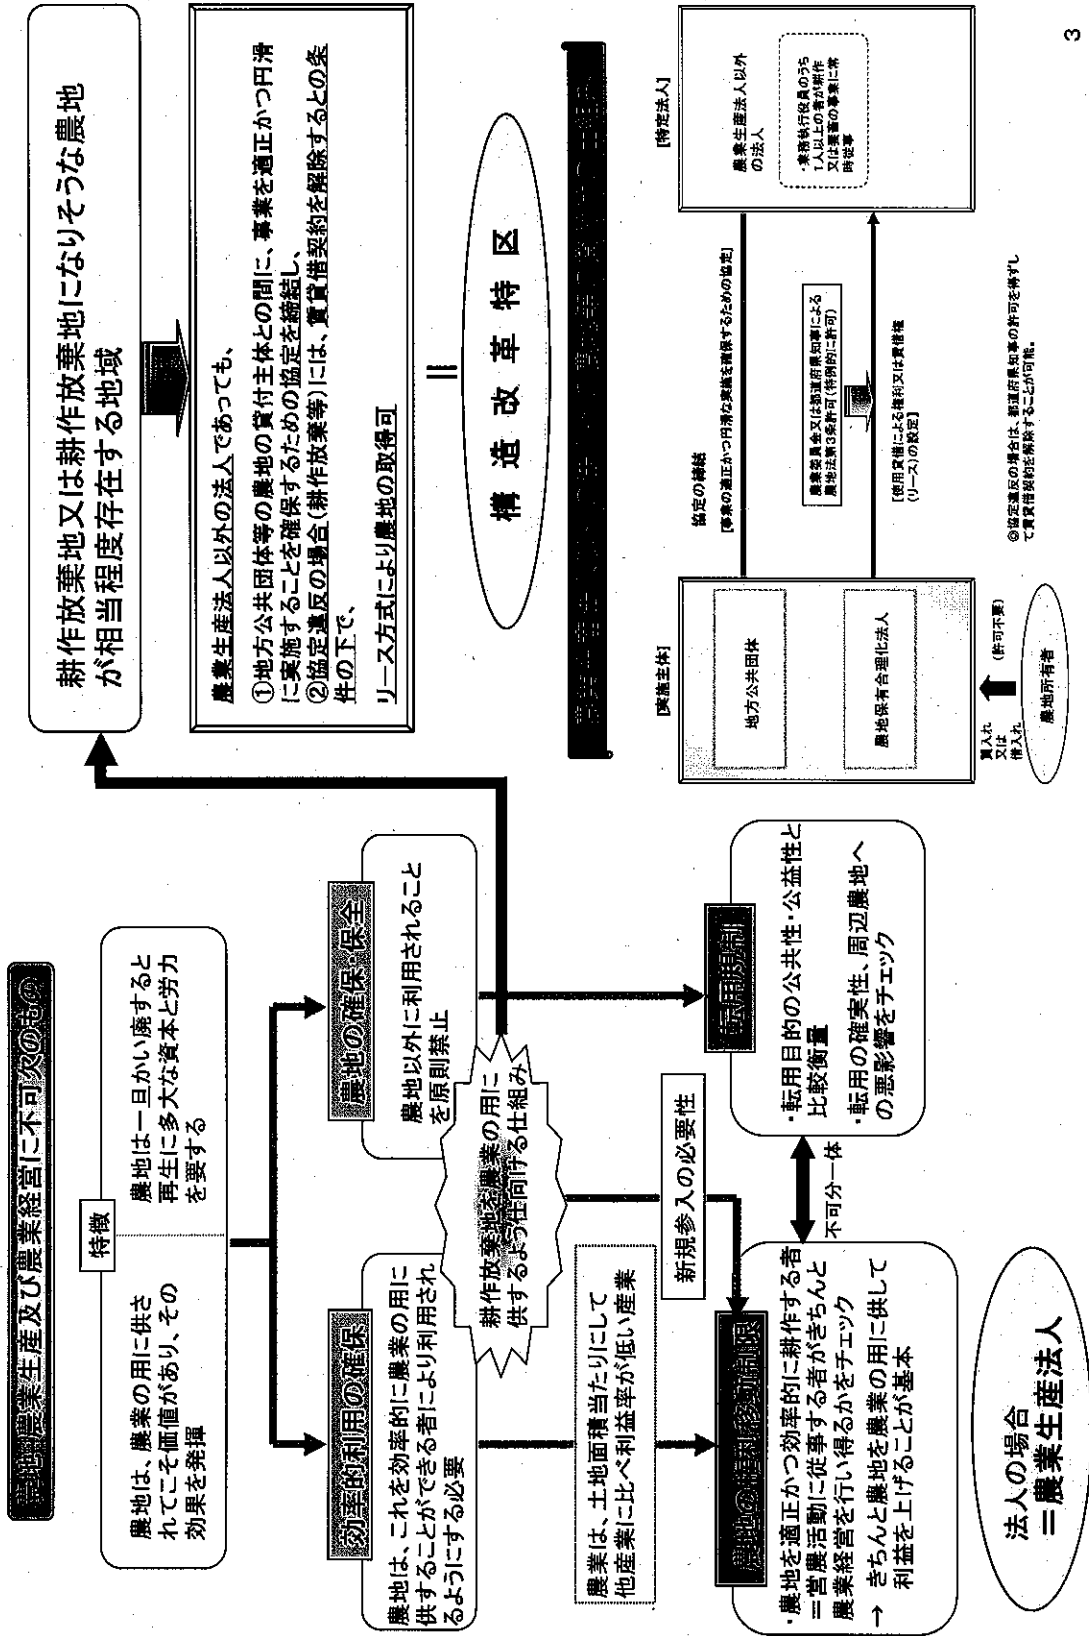 農地:農業生産及び農業経営に不可欠のもの
特徴
農地は、農業の用に供さ
れてこそ価値があり、その
効果を発揮
農地は一旦かい廃すると
再生に多大な資本と労力
を要する
効率的利用の確保
農地は、これを効率的に農業の用に
供することができる者により利用され
るようにする必要
農地の確保・保全
農地以外に利用されること
を原則禁止
耕作放棄地を農業の用に
供するよう仕向ける仕組み
農業は、土地面積当たりにして
他産業に比べ利益率が低い産業
新規参入の必要性
農地の権利移動制限
・農地を適正かつ効率的に耕作する者
=営農活動に従事する者がきちんと
農業経営を行い得るかをチェック
→ きちんと農地を農業の用に供して
利益を上げることが基本
不可分一体
転用規制
・転用目的の公共性・公益性と
比較衡量
・転用の確実性、周辺農地へ
の悪影響をチェック
法人の場合
=農業生産法人
耕作放棄地又は耕作放棄地になりそうな農地
が相当程度存在する地域
農業生産法人以外の法人であっても、
①地方公共団体等の農地の貸付主体との間に、事業を適正かつ円滑
に実施することを確保するための協定を締結し、
②協定違反の場合(耕作放棄等)には、賃貸借契約を解除するとの条
件の下で、
リース方式により農地の取得可
=
構造改革特区
[実施主体]
地方公共団体
農地保有合理化法人
買入れ
又は
借入れ
(許可不要)
農地所有者
協定の締結
[事業の適正かつ円滑な実施を確保するための協定]
農業委員会又は都道府県知事による
農地法第3条許可(特例的に許可)
[使用貸借による権利又は賃借権
(リース)の設定]
◎協定違反の場合は、都道府県知事の許可を得ずし
て賃貸借契約を解除することが可能。
[特定法人]
農業生産法人以外
の法人
・業務執行役員のうち
1人以上の者が耕作
又は養畜の事業に常
時従事
3